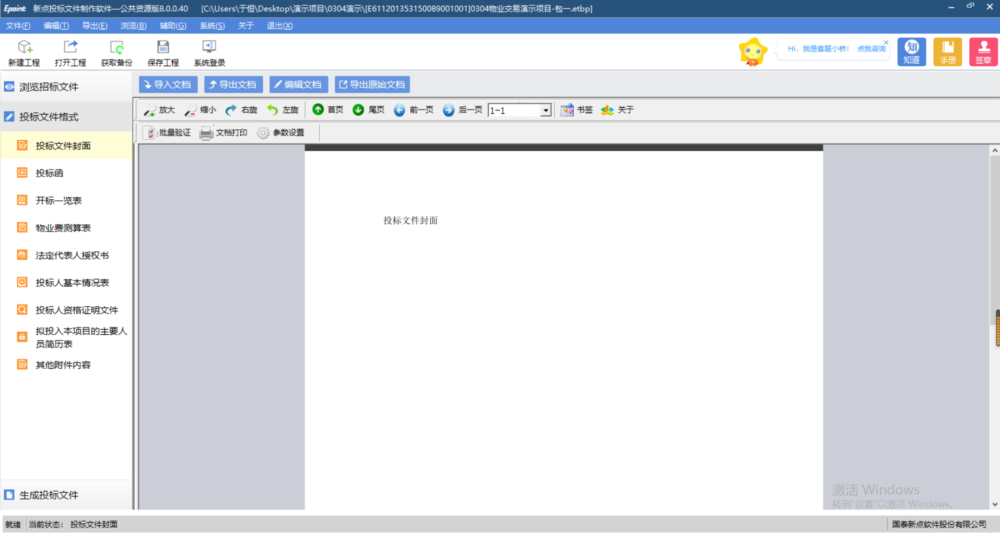 Epoint 新点投标文件制作软件—公共资源版8.0.0.40 [C:\Users\于恒\Desktop\演示项目\0304演示\[E6112013531500890​01001]0304物业交易演示项目-包一.etbp]
文件(F) 编辑(T) 导出(E) 浏览(B) 辅助(G) 系统(S) 关于 退出(X)
新建工程 打开工程 获取备份 保存工程 系统登录
Hi，我是客服小桥！ 点我咨询
知 知道 手册 签章
浏览招标文件
投标文件格式
投标文件封面
投标函
开标一览表
物业费测算表
法定代表人授权书
投标人基本情况表
投标人资格证明文件
拟投入本项目的主要人
员简历表
其他附件内容
生成投标文件
导入文档 导出文档 编辑文档 导出原始文档
放大 缩小 右旋 左旋 首页 尾页 前一页 后一页 1-1 书签 关于
批量验证 文档打印 参数设置
投标文件封面
激活 Windows
转到"设置"以激活 Windows。
就绪 当前状态： 投标文件封面 国泰新点软件股份有限公司